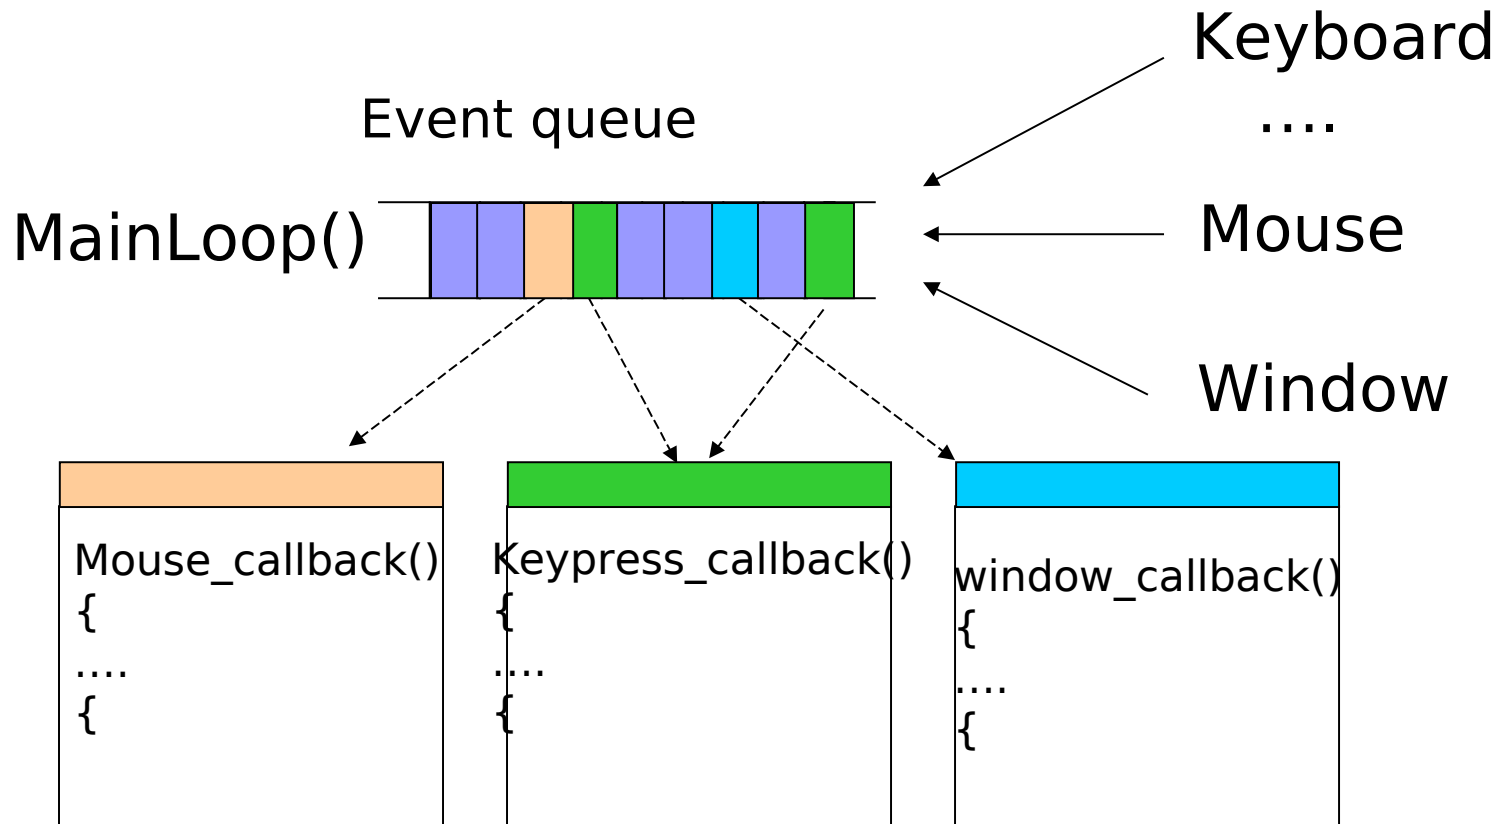 Keyboard
....
Event queue
MainLoop()
Mouse
Window
Mouse_callback()
{
....
{
Keypress_callback()
{
....
{
window_callback()
{
....
{